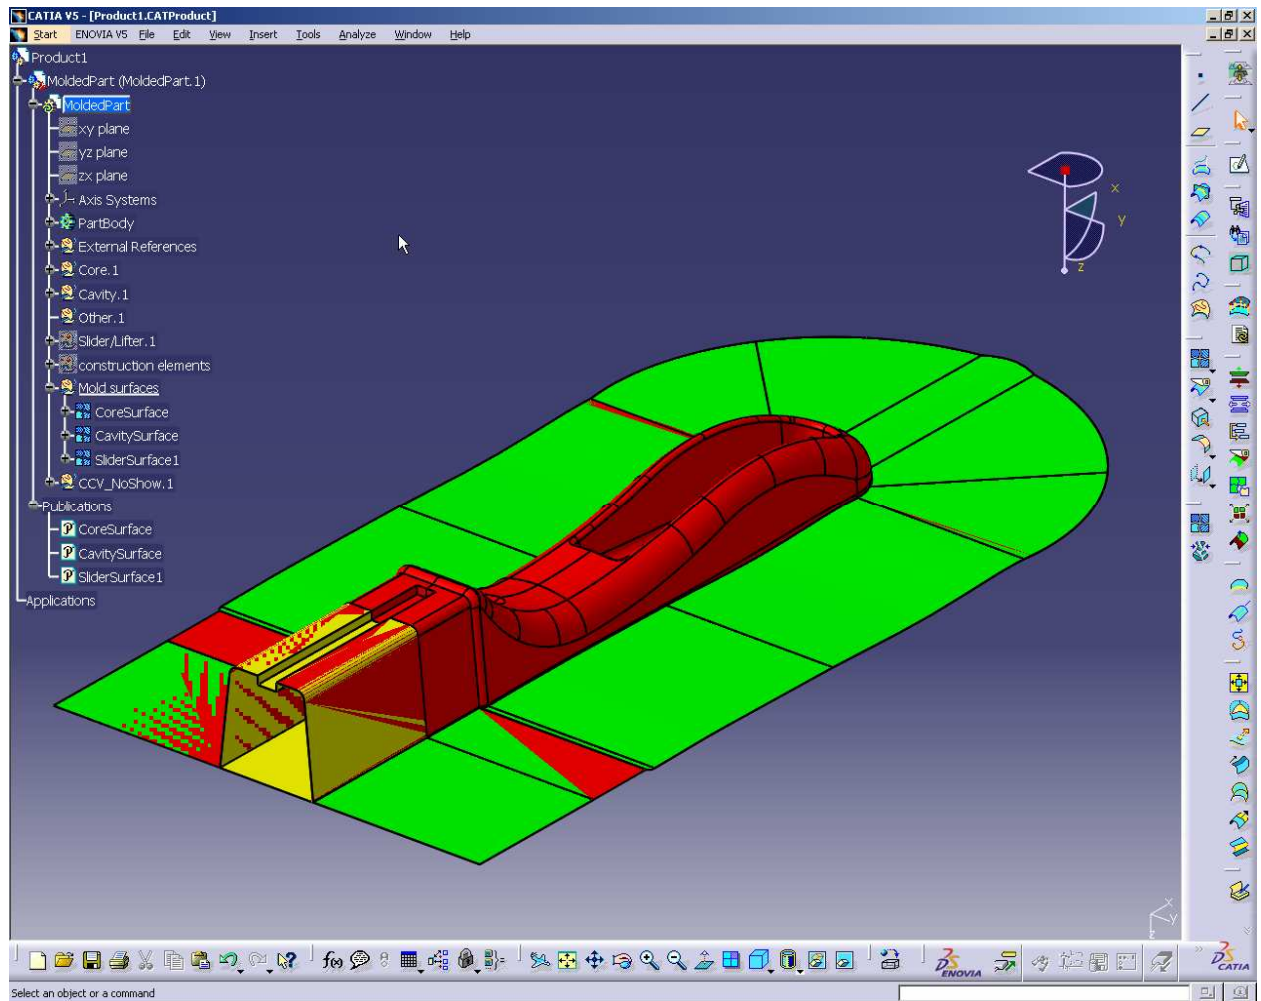 CATIA V5 - [Product1.CATProduct]
Start ENOVIA V5 File Edit View Insert Tools Analyze Window Help
Product1
MoldedPart (MoldedPart.1)
MoldedPart
xy plane
yz plane
zx plane
Axis Systems
PartBody
External References
Core.1
Cavity.1
Other.1
Slider/Lifter.1
construction elements
Mold surfaces
CoreSurface
CavitySurface
SliderSurface1
CCV_NoShow.1
Publications
CoreSurface
CavitySurface
SliderSurface1
Applications
x
y
z
x
y
z
f(x)
ENOVIA
CATIA
Select an object or a command